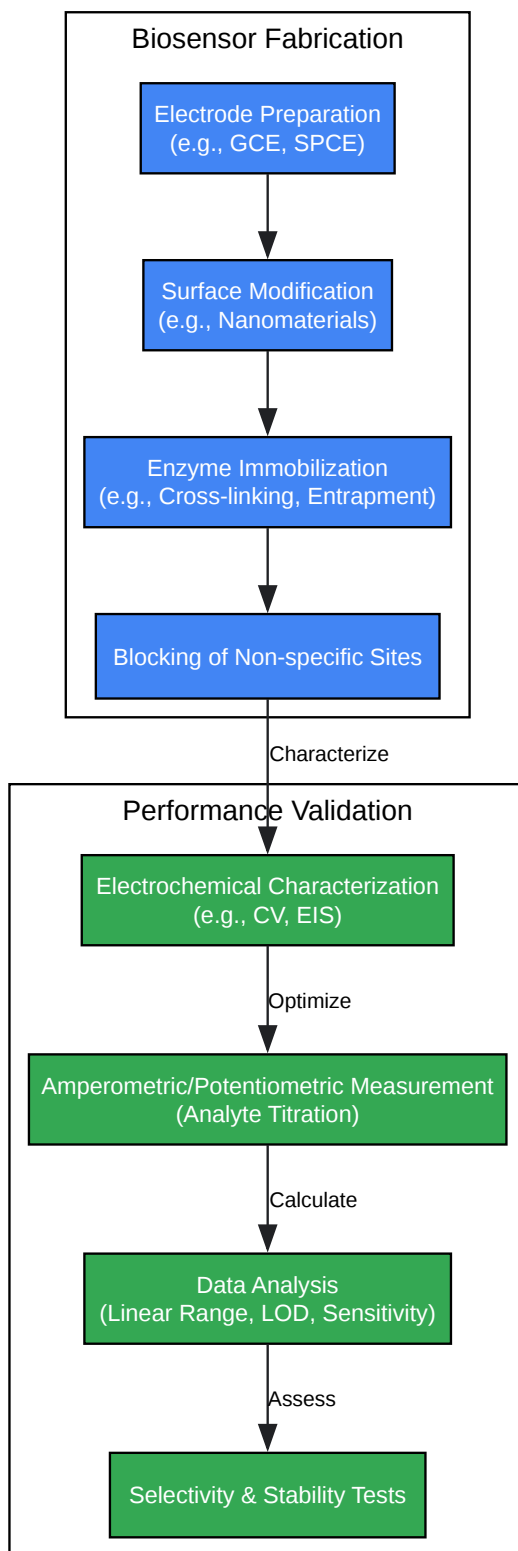 Biosensor Fabrication
Electrode Preparation
(e.g., GCE, SPCE)
Surface Modification
(e.g., Nanomaterials)
Enzyme Immobilization
(e.g., Cross-linking, Entrapment)
Blocking of Non-specific Sites
Characterize
Performance Validation
Electrochemical Characterization
(e.g., CV, EIS)
Optimize
Amperometric/Potentiometric Measurement
(Analyte Titration)
Calculate
Data Analysis
(Linear Range, LOD, Sensitivity)
Assess
Selectivity & Stability Tests